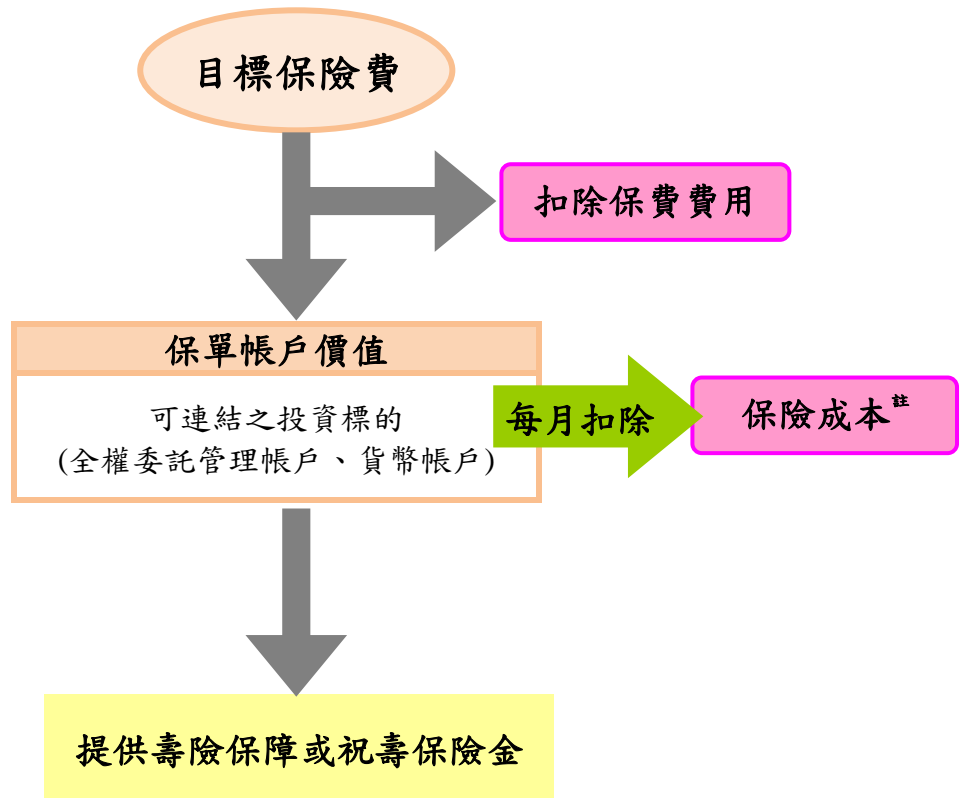 目標保險費
扣除保費費用
保單帳戶價值
可連結之投資標的
(全權委託管理帳戶、貨幣帳戶)
每月扣除
保險成本註
提供壽險保障或祝壽保險金